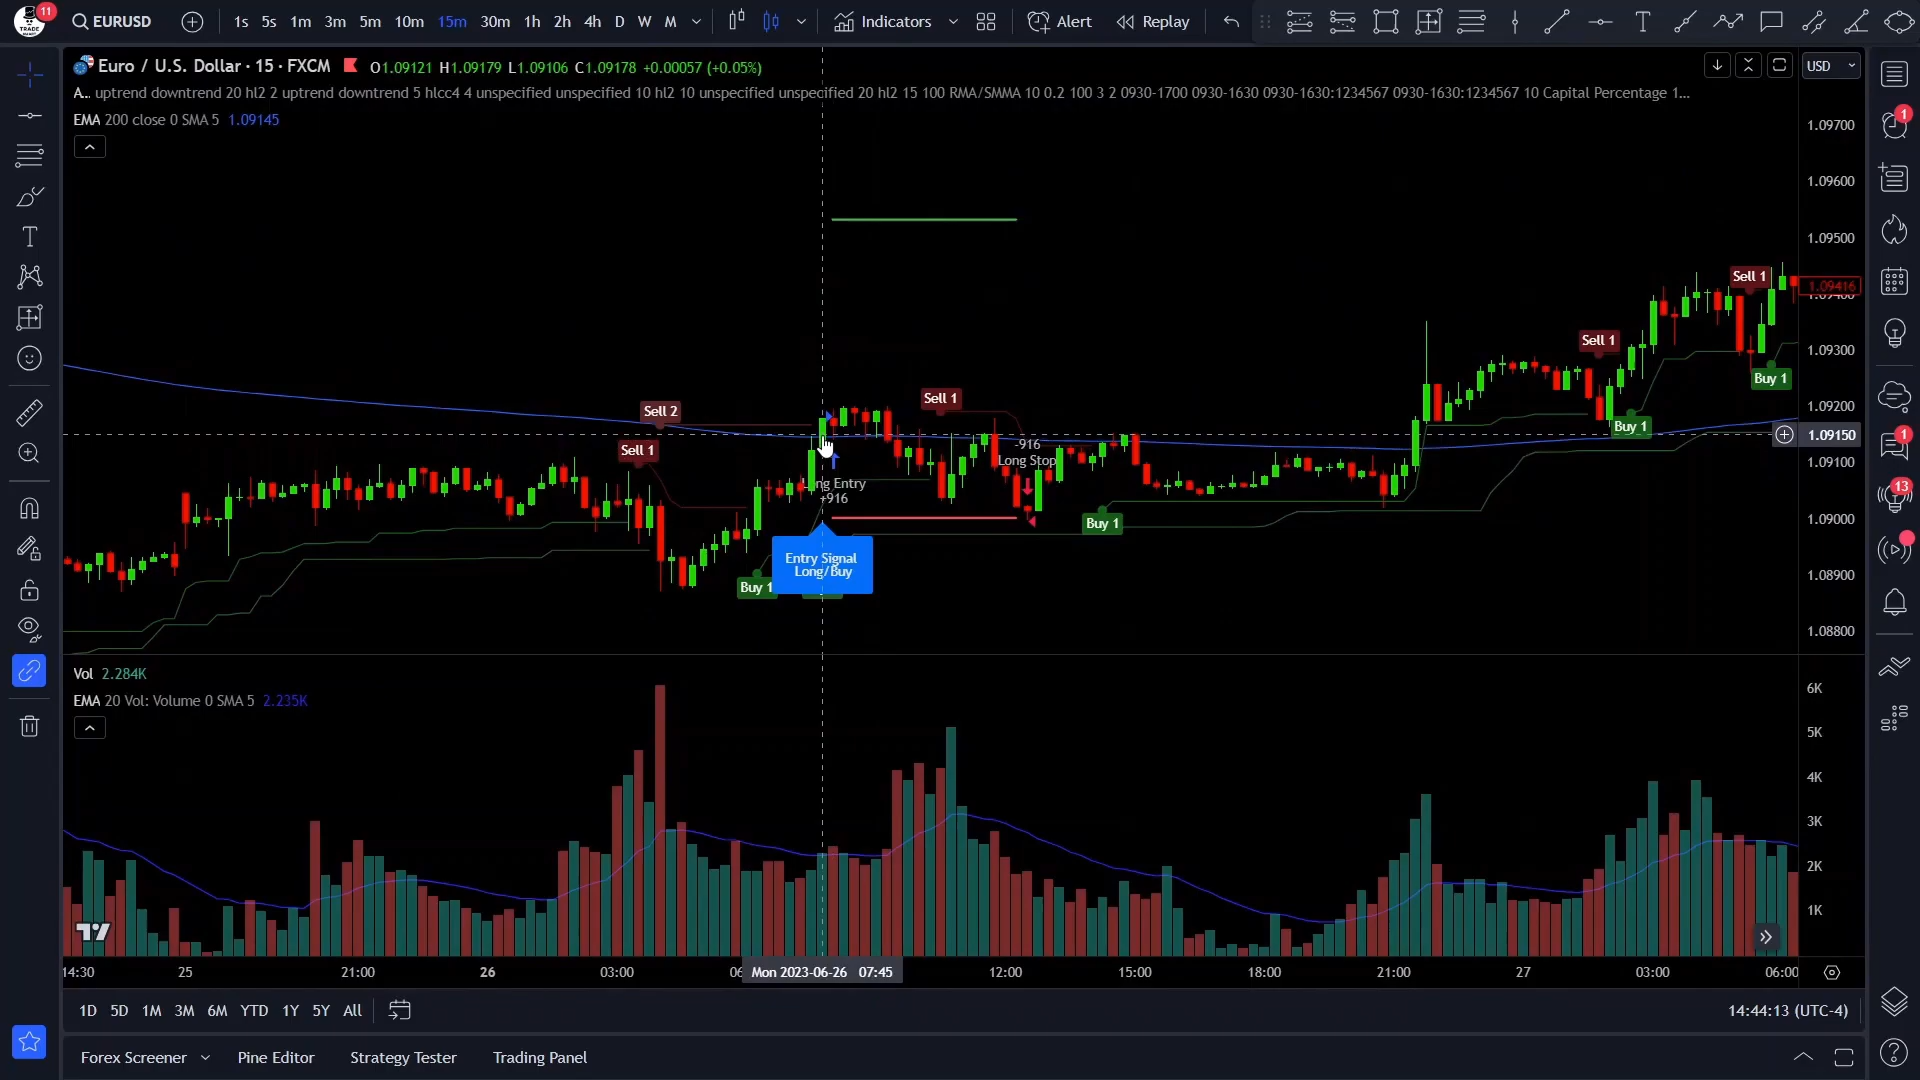 11
EURUSD
1s 5s 1m 3m 5m 10m 15m 30m 1h 2h 4h D W M
Indicators
Alert
Replay
Euro / U.S. Dollar · 15 · FXCM
O1.09121 H1.09179 L1.09106 C1.09178 +0.00057 (+0.05%)
USD
A... uptrend downtrend 20 hl2 2 uptrend downtrend 5 hlcc4 4 unspecified unspecified 10 hl2 10 unspecified unspecified 20 hl2 15 100 RMA/SMMA 10 0.2 100 3 2 0930-1700 0930-1630 0930-1630:1234567 0930-1630:1234567 10 Capital Percentage 1...
EMA 200 close 0 SMA 5 1.09145
1.09700
1.09600
1.09500
1.09416
1.09400
1.09300
1.09200
1.09150
1.09100
1.09000
1.08900
1.08800
Sell 2
Sell 1
Sell 1
Sell 1
Sell 1
-916
Long Stop
Long Entry
+916
Entry Signal
Long/Buy
Buy 1
Buy 1
Buy 1
Buy 1
1
1
13
Vol 2.284K
EMA 20 Vol: Volume 0 SMA 5 2.235K
6K
5K
4K
3K
2K
1K
14:30 25 21:00 26 03:00 Mon 2023-06-26 07:45 12:00 15:00 18:00 21:00 27 03:00 06:00
1D 5D 1M 3M 6M YTD 1Y 5Y All
14:44:13 (UTC-4)
Forex Screener
Pine Editor
Strategy Tester
Trading Panel